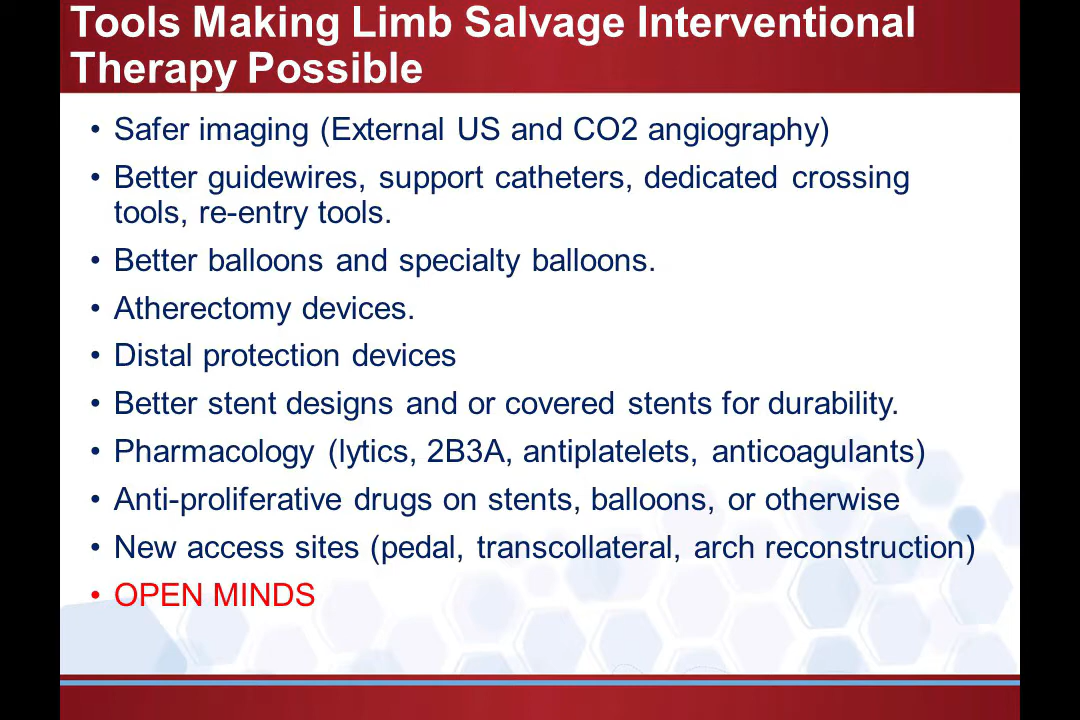 Tools Making Limb Salvage Interventional
Therapy Possible
• Safer imaging (External US and CO2 angiography)
• Better guidewires, support catheters, dedicated crossing
tools, re-entry tools.
• Better balloons and specialty balloons.
• Atherectomy devices.
• Distal protection devices
• Better stent designs and or covered stents for durability.
• Pharmacology (lytics, 2B3A, antiplatelets, anticoagulants)
• Anti-proliferative drugs on stents, balloons, or otherwise
• New access sites (pedal, transcollateral, arch reconstruction)
• OPEN MINDS